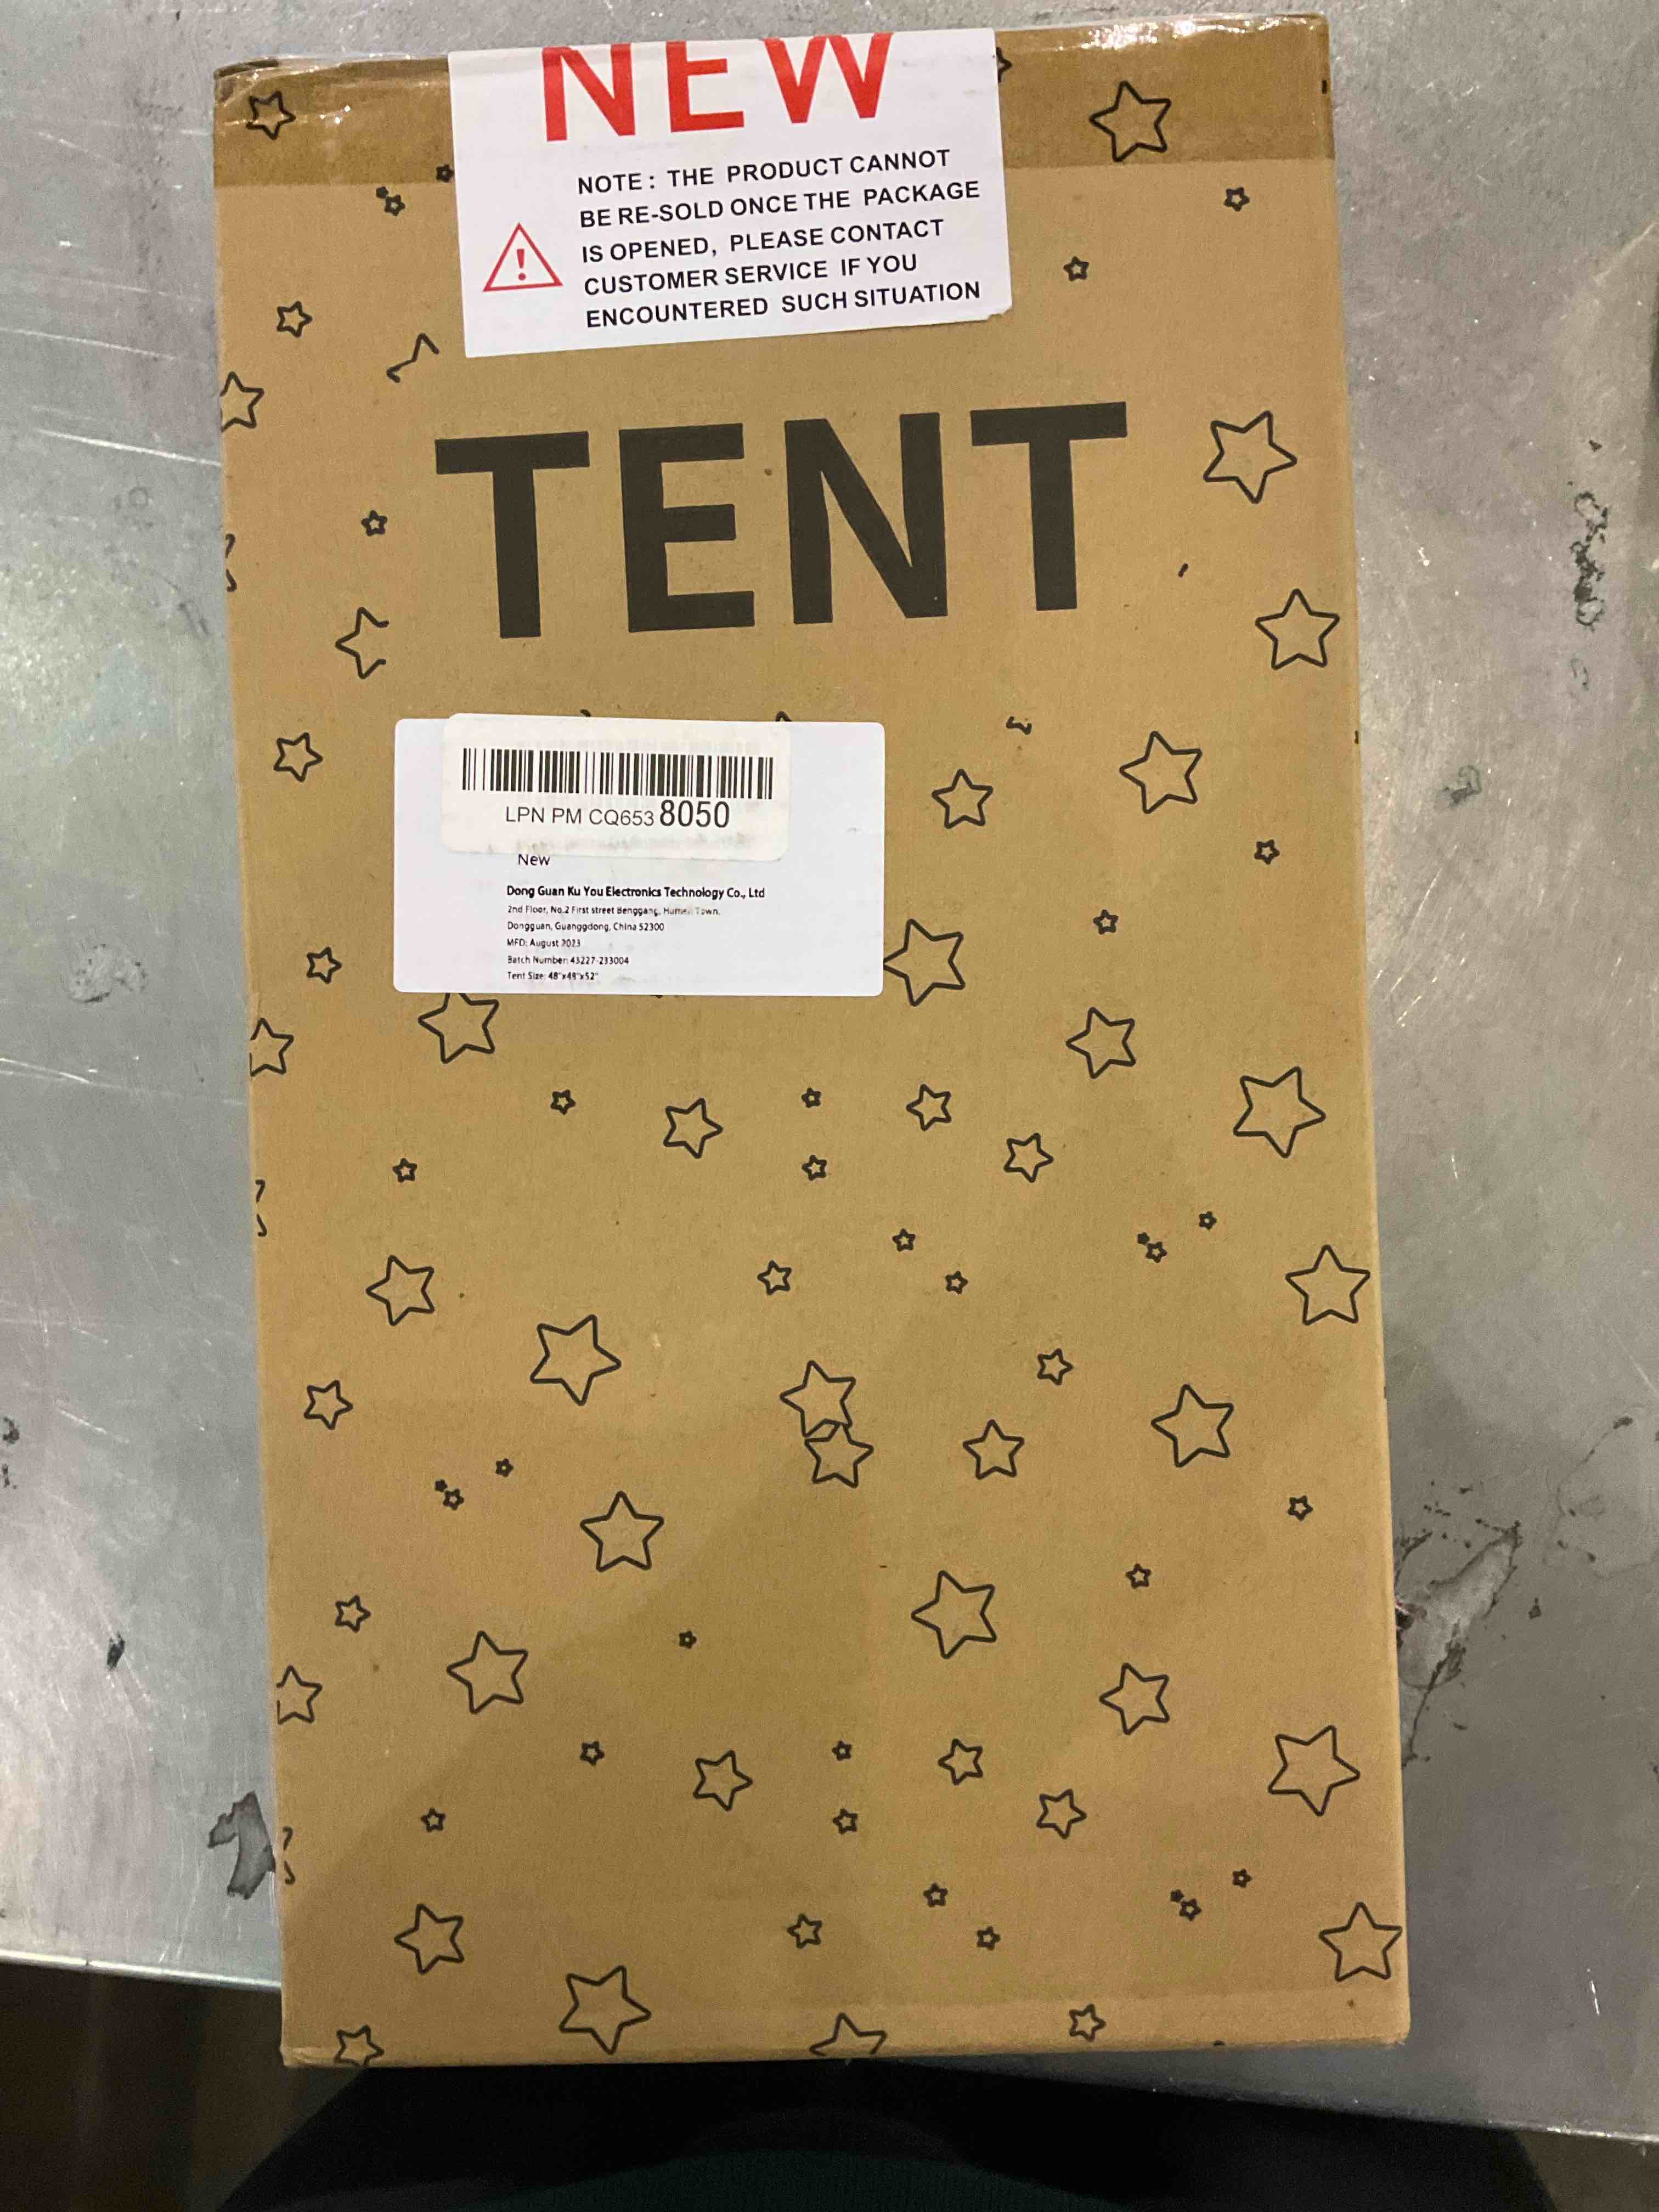 NEW
NOTE : THE PRODUCT CANNOT
BE RE-SOLD ONCE THE PACKAGE
IS OPENED, PLEASE CONTACT
CUSTOMER SERVICE IF YOU
ENCOUNTERED SUCH SITUATION
!
TENT
LPN PM CQ653 8050
New
Dong Guan Ku You Electronics Technology Co., Ltd
2nd Floor, No.2 First street Benggang, Humen Town,
Dongguan, Guanggdong, China 52300
MFD: August 2023
Batch Number: 43227-233004
Tent Size: 48"x48"x52"